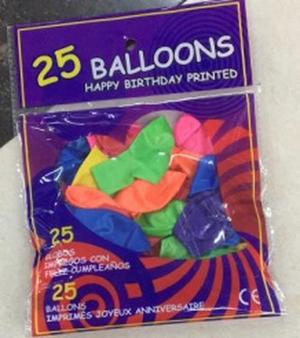 25 BALLOONS
HAPPY BIRTHDAY PRINTED
25
GLOBOS
IMPRESOS CON
FELIZ CUMPLEAÑOS
25
BALLONS
IMPRIMÉS JOYEUX ANNIVERSAIRE
CE